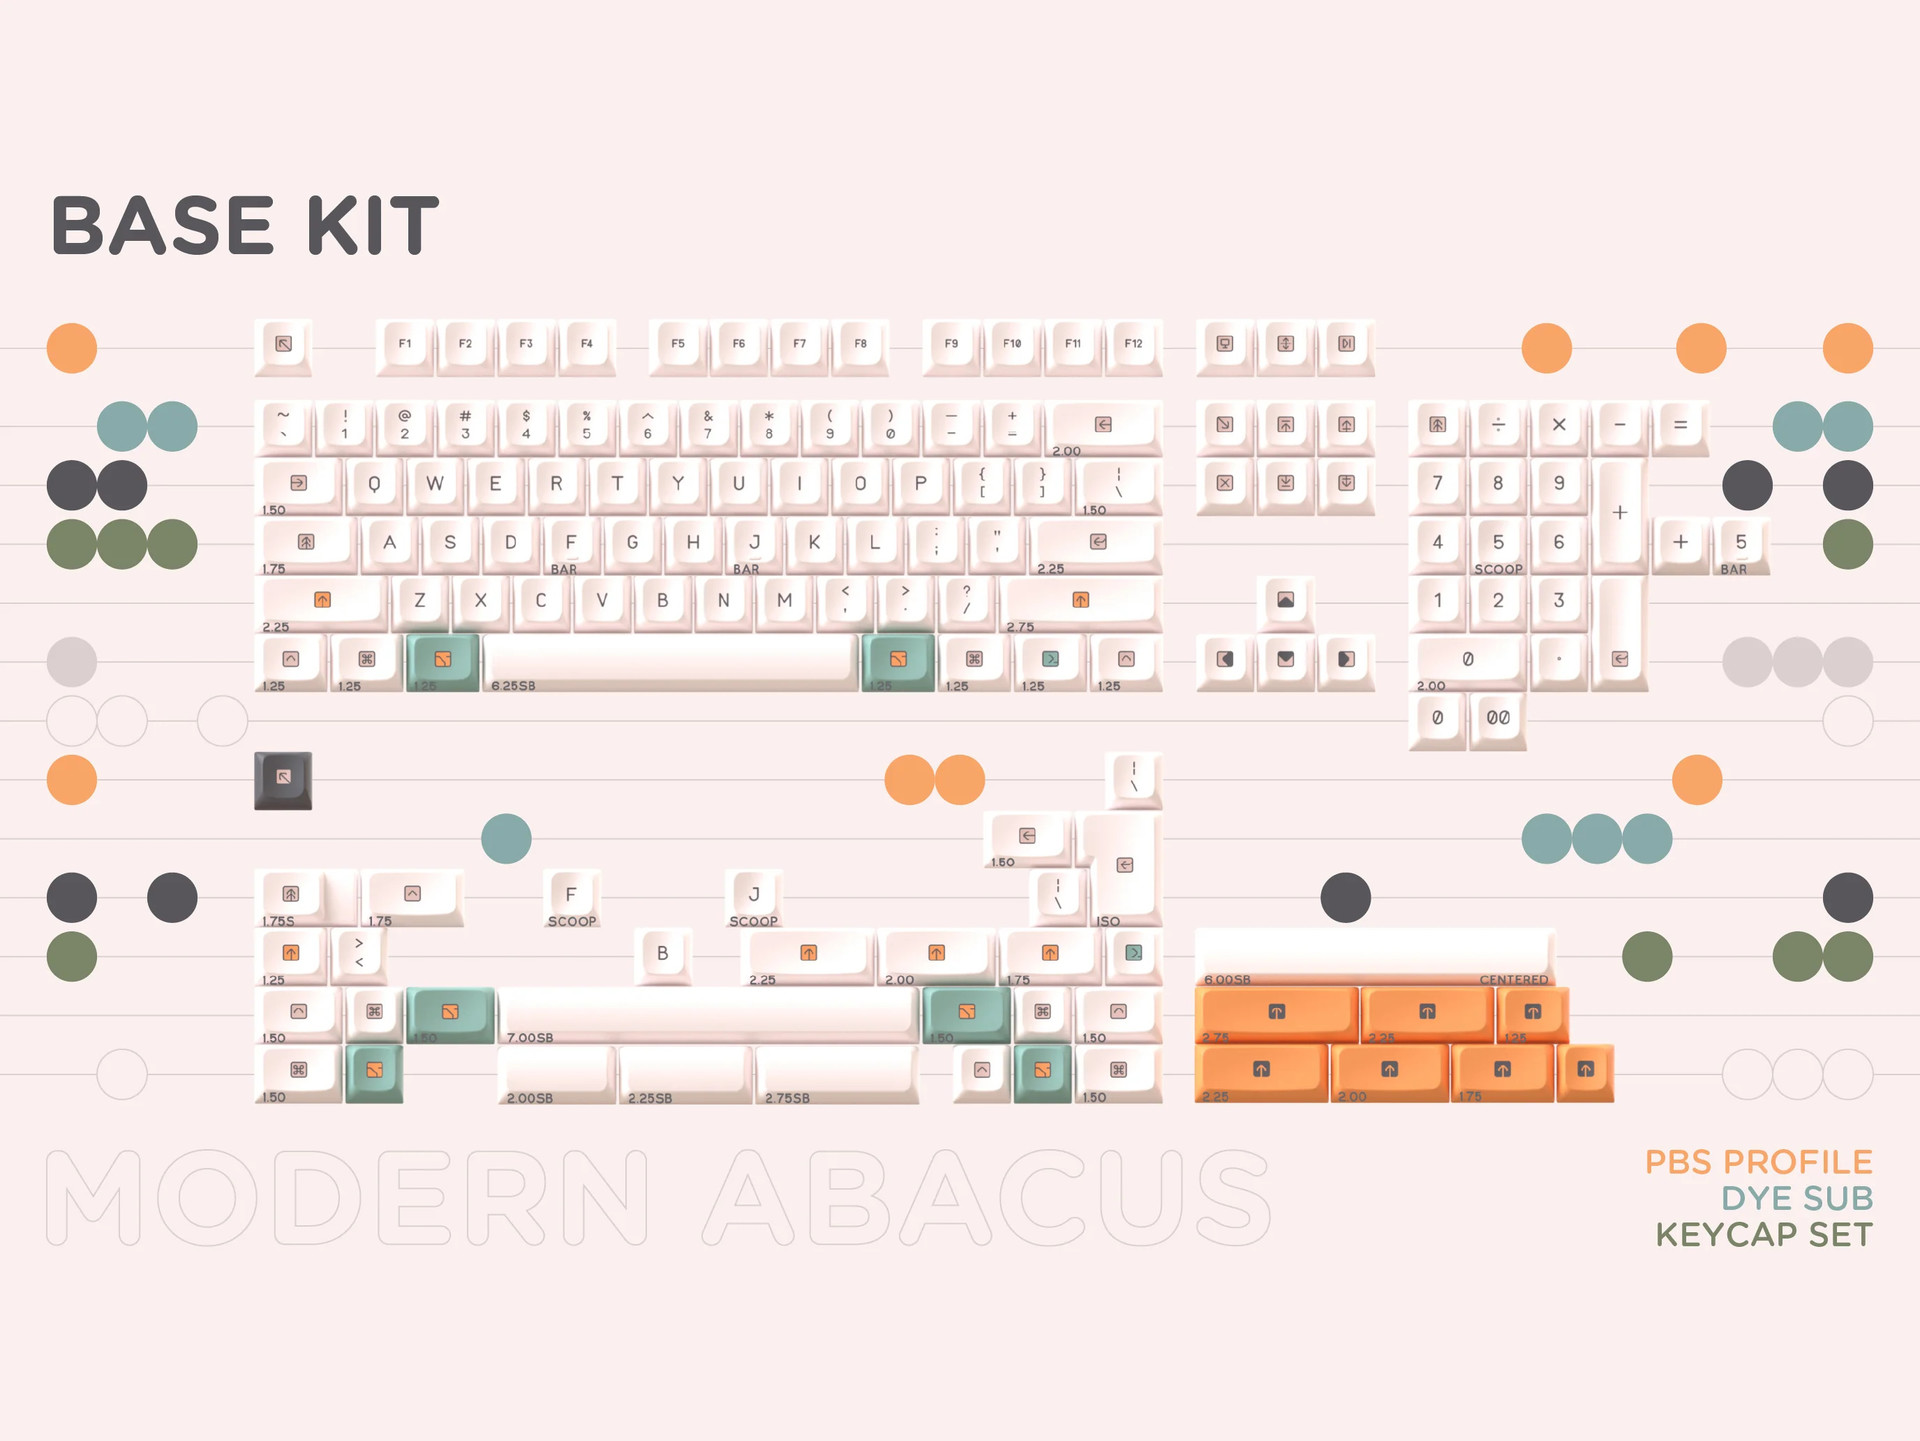 BASE KIT
F1 F2 F3 F4 F5 F6 F7 F8 F9 F10 F11 F12
~ ! @ # $ % ^ & * ( ) — +
` 1 2 3 4 5 6 7 8 9 0 – = 2.00
÷ × − =
Q W E R T Y U I O P { } ¦
[ ] \
1.50 1.50
7 8 9 +
A S D F G H J K L : "
; ,
1.75 BAR BAR 2.25
4 5 6 + 5
SCOOP BAR
Z X C V B N M < > ?
, . /
2.25 2.75
1 2 3
⌘ ⌘
1.25 1.25 1.25 6.25SB 1.25 1.25 1.25 1.25
0 .
2.00
0 00
¦
\
1.50
F J ¦
\
1.75S 1.75 SCOOP SCOOP ISO
> B
<
1.25 2.25 2.00 1.75
6.00SB CENTERED
⌘ ⌘
1.50 1.50 7.00SB 1.50 1.50
2.75 2.25 1.25
⌘ ⌘
1.50 2.00SB 2.25SB 2.75SB 1.50
2.25 2.00 1.75
MODERN ABACUS
PBS PROFILE
DYE SUB
KEYCAP SET